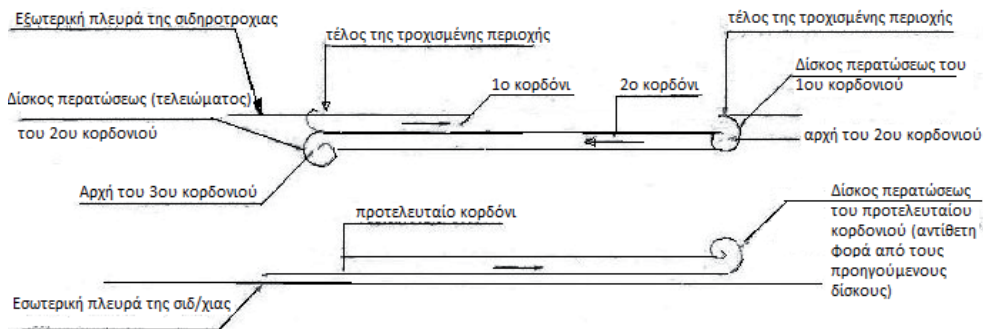 Εξωτερική πλευρά της σιδηροτροχιας
τέλος της τροχισμένης περιοχής
τέλος της τροχισμένης περιοχής
Δίσκος περατώσεως του
1ου κορδονιού
1ο κορδόνι
2ο κορδόνι
Δίσκος περατώσεως (τελειώματος)
του 2ου κορδονιού
αρχή του 2ου κορδονιού
Αρχή του 3ου κορδονιού
προτελευταίο κορδόνι
Δίσκος περατώσεως
του προτελευταίου
κορδονιού (αντίθετη
φορά από τους
προηγούμενους
δίσκους)
Εσωτερική πλευρά της σιδ/χιας